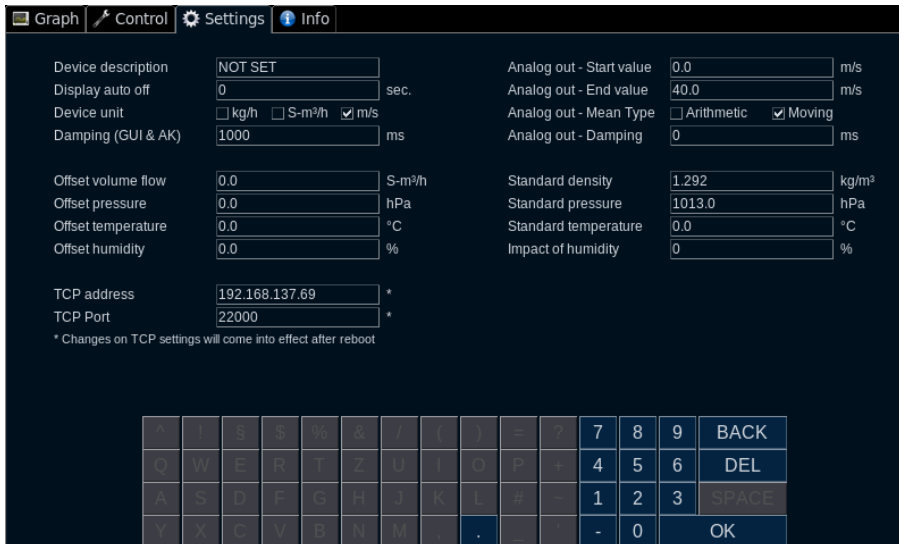 Graph Control Settings Info
Device description NOT SET Analog out - Start value 0.0 m/s
Display auto off 0 sec. Analog out - End value 40.0 m/s
Device unit kg/h S-m³/h m/s Analog out - Mean Type Arithmetic Moving
Damping (GUI & AK) 1000 ms Analog out - Damping 0 ms
Offset volume flow 0.0 S-m³/h Standard density 1.292 kg/m³
Offset pressure 0.0 hPa Standard pressure 1013.0 hPa
Offset temperature 0.0 °C Standard temperature 0.0 °C
Offset humidity 0.0 % Impact of humidity 0 %
TCP address 192.168.137.69 *
TCP Port 22000 *
* Changes on TCP settings will come into effect after reboot
^ ! § $ % & / ( ) = ? 7 8 9 BACK
Q W E R T Z U I O P + 4 5 6 DEL
A S D F G H J K L # ~ 1 2 3 SPACE
Y X C V B N M , . _ ' - 0 OK